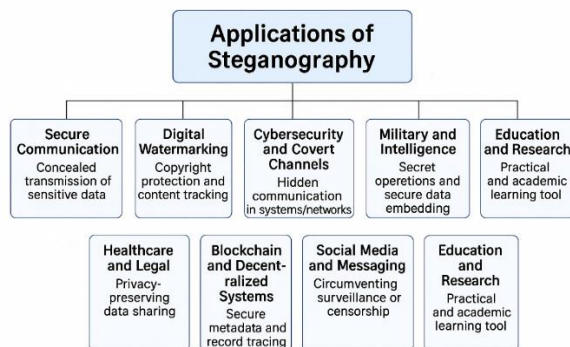 Applications of
Steganography
Secure
Communication
Concealed
transmission of
sensitive data
Digital
Watermarking
Copyright
protection and
content tracking
Cybersecurity
and Covert
Channels
Hidden
communication
in systems/networks
Military and
Intelligence
Secret
operetions and
secure data
embedding
Education
and Research
Practical
and academic
learning tool
Healthcare
and Legal
Privacy-
preserving
data sharing
Blockchain
and Decent-
ralized
Systems
Secure
metadata and
record tracing
Social Media
and Messaging
Circumventing
surveillance or
censorship
Education
and
Research
Practical
and academic
learning tool